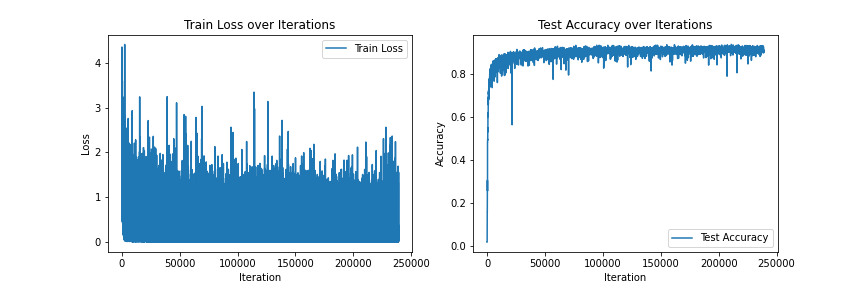 Train Loss over Iterations
Train Loss
4
3
2
1
0
Loss
0
50000
100000
150000
200000
250000
Iteration
Test Accuracy over Iterations
0.8
0.6
0.4
0.2
0.0
Accuracy
Test Accuracy
0
50000
100000
150000
200000
250000
Iteration